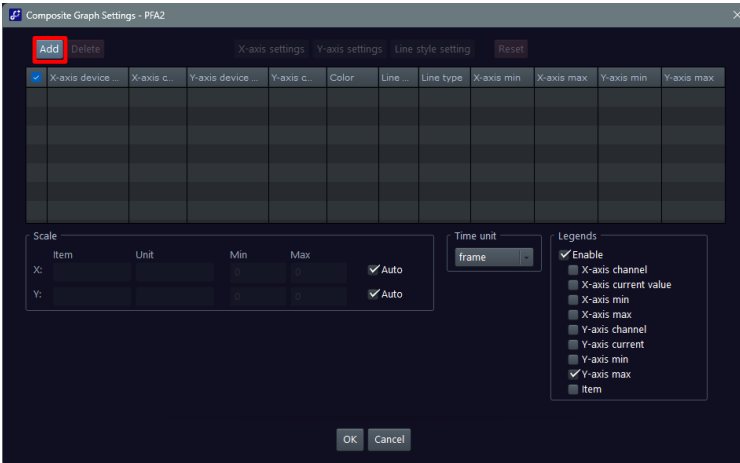 Composite Graph Settings - PFA2
Add Delete X-axis settings Y-axis settings Line style setting Reset
X-axis device ... X-axis c... Y-axis device ... Y-axis c... Color Line ... Line type X-axis min X-axis max Y-axis min Y-axis max
Scale
Item Unit Min Max
X: 0 0 Auto
Y: 0 0 Auto
Time unit
frame
Legends
Enable
X-axis channel
X-axis current value
X-axis min
X-axis max
Y-axis channel
Y-axis current
Y-axis min
Y-axis max
Item
OK Cancel